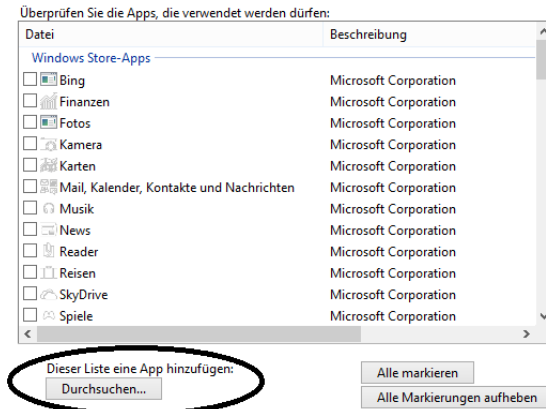 Überprüfen Sie die Apps, die verwendet werden dürfen:
Datei Beschreibung
Windows Store-Apps
Bing Microsoft Corporation
Finanzen Microsoft Corporation
Fotos Microsoft Corporation
Kamera Microsoft Corporation
Karten Microsoft Corporation
Mail, Kalender, Kontakte und Nachrichten Microsoft Corporation
Musik Microsoft Corporation
News Microsoft Corporation
Reader Microsoft Corporation
Reisen Microsoft Corporation
SkyDrive Microsoft Corporation
Spiele Microsoft Corporation
Dieser Liste eine App hinzufügen:
Durchsuchen...
Alle markieren
Alle Markierungen aufheben